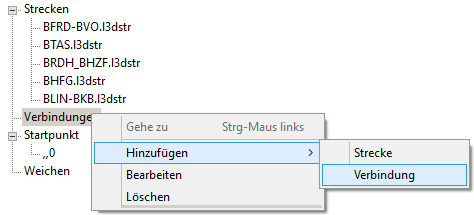 Strecken
BFRD-BVO.l3dstr
BTAS.l3dstr
BRDH_BHZF.l3dstr
BHFG.l3dstr
BLIN-BKB.l3dstr
Verbindunge
Startpunkt
,,0
Weichen
Gehe zu Strg-Maus links
Hinzufügen
Bearbeiten
Löschen
Strecke
Verbindung